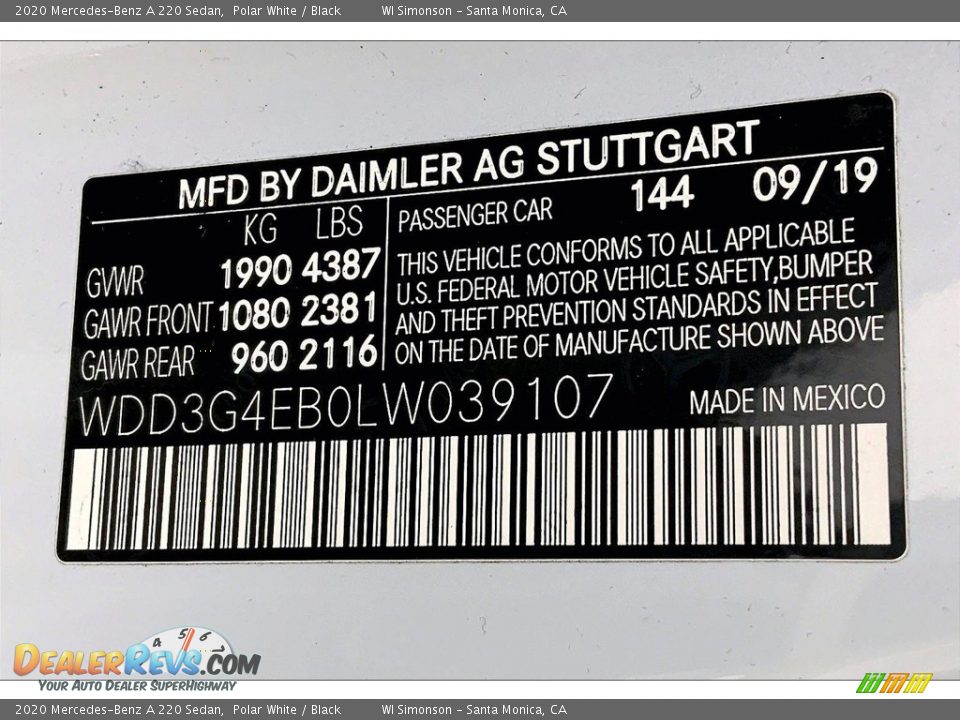 2020 Mercedes-Benz A 220 Sedan, Polar White / Black WI Simonson - Santa Monica, CA
MFD BY DAIMLER AG STUTTGART
KG LBS
GVWR 1990 4387
GAWR FRONT 1080 2381
GAWR REAR 960 2116
PASSENGER CAR 144 09/19
THIS VEHICLE CONFORMS TO ALL APPLICABLE
U.S. FEDERAL MOTOR VEHICLE SAFETY,BUMPER
AND THEFT PREVENTION STANDARDS IN EFFECT
ON THE DATE OF MANUFACTURE SHOWN ABOVE
WDD3G4EB0LW039107 MADE IN MEXICO
4 5 6 7
DEALERREVS.COM
YOUR AUTO DEALER SUPERHIGHWAY
2020 Mercedes-Benz A 220 Sedan, Polar White / Black WI Simonson - Santa Monica, CA